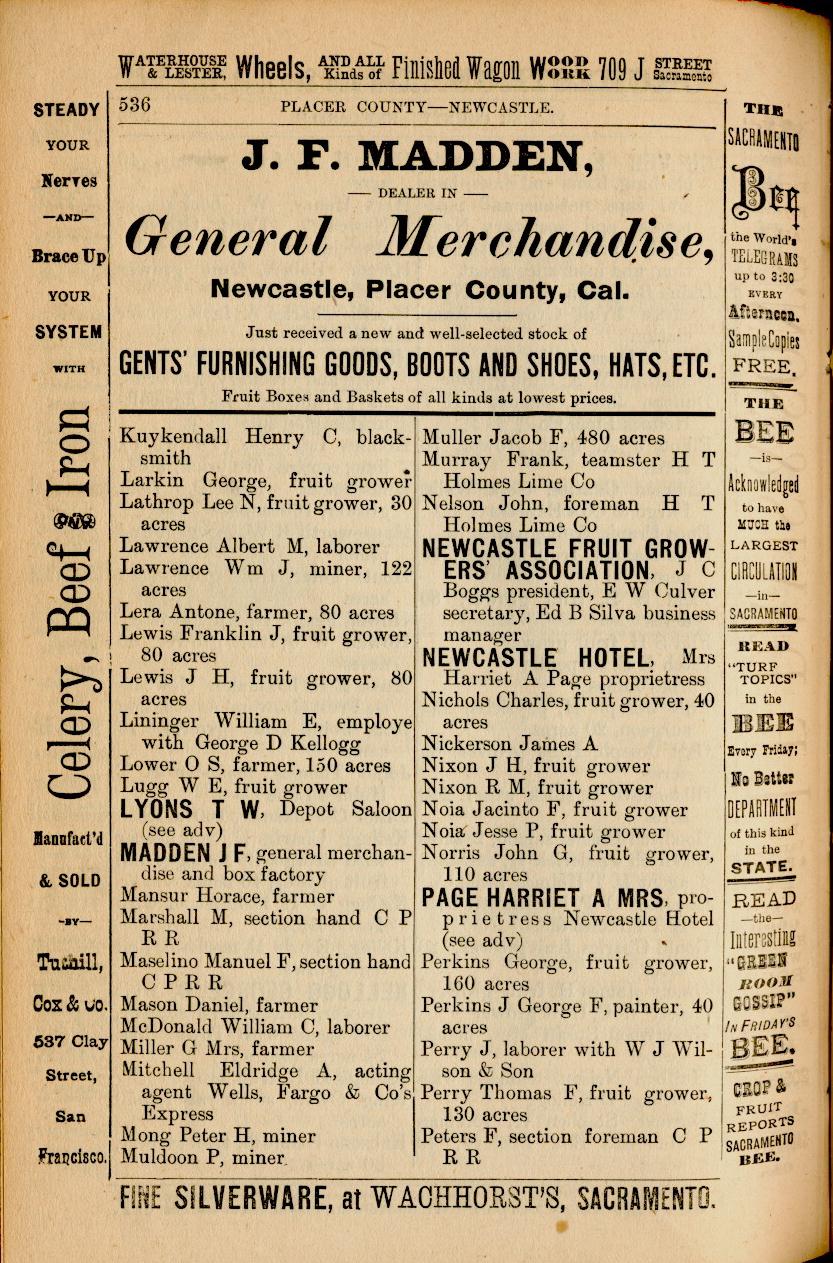 WATERHOUSE & LESTER, Wheels, AND ALL Kinds of Finished Wagon WOOD WORK 709 J STREET Sacramento
536 PLACER COUNTY—NEWCASTLE.
J. F. MADDEN,
— DEALER IN —
General Merchandise,
Newcastle, Placer County, Cal.
Just received a new and well-selected stock of
GENTS' FURNISHING GOODS, BOOTS AND SHOES, HATS, ETC.
Fruit Boxes and Baskets of all kinds at lowest prices.
Kuykendall Henry C, black-
smith
Larkin George, fruit grower
Lathrop Lee N, fruit grower, 30
acres
Lawrence Albert M, laborer
Lawrence Wm J, miner, 122
acres
Lera Antone, farmer, 80 acres
Lewis Franklin J, fruit grower,
80 acres
Lewis J H, fruit grower, 80
acres
Lininger William E, employe
with George D Kellogg
Lower O S, farmer, 150 acres
Lugg W E, fruit grower
LYONS T W, Depot Saloon
(see adv)
MADDEN J F, general merchan-
dise and box factory
Mansur Horace, farmer
Marshall M, section hand C P
R R
Maselino Manuel F, section hand
C P R R
Mason Daniel, farmer
McDonald William C, laborer
Miller G Mrs, farmer
Mitchell Eldridge A, acting
agent Wells, Fargo & Co's
Express
Mong Peter H, miner
Muldoon P, miner
Muller Jacob F, 480 acres
Murray Frank, teamster H T
Holmes Lime Co
Nelson John, foreman H T
Holmes Lime Co
NEWCASTLE FRUIT GROW-
ERS' ASSOCIATION, J C
Boggs president, E W Culver
secretary, Ed B Silva business
manager
NEWCASTLE HOTEL, Mrs
Harriet A Page proprietress
Nichols Charles, fruit grower, 40
acres
Nickerson James A
Nixon J H, fruit grower
Nixon R M, fruit grower
Noia Jacinto F, fruit grower
Noia Jesse P, fruit grower
Norris John G, fruit grower,
110 acres
PAGE HARRIET A MRS, pro-
prietress Newcastle Hotel
(see adv)
Perkins George, fruit grower,
160 acres
Perkins J George F, painter, 40
acres
Perry J, laborer with W J Wil-
son & Son
Perry Thomas F, fruit grower,
130 acres
Peters F, section foreman C P
R R
STEADY
YOUR
Nerves
—AND—
Brace Up
YOUR
SYSTEM
WITH
Celery, Beef and Iron
Manufact'd
& SOLD
-BY-
Tuthill,
Cox & Co.
537 Clay
Street,
San
Francisco.
THE
SACRAMENTO
Bee
the World's
TELEGRAMS
up to 3:30
EVERY
Afternoon.
Sample Copies
FREE.
THE
BEE
—is—
Acknowledged
to have
MUCH the
LARGEST
CIRCULATION
—in—
SACRAMENTO
READ
"TURF
TOPICS"
in the
BEE
Every Friday;
No Better
DEPARTMENT
of this kind
in the
STATE.
READ
—the—
Interesting
"GREEN
ROOM
GOSSIP"
IN FRIDAY'S
BEE.
CROP &
FRUIT
REPORTS
SACRAMENTO
BEE.
FINE SILVERWARE, at WACHHORST'S, SACRAMENTO.